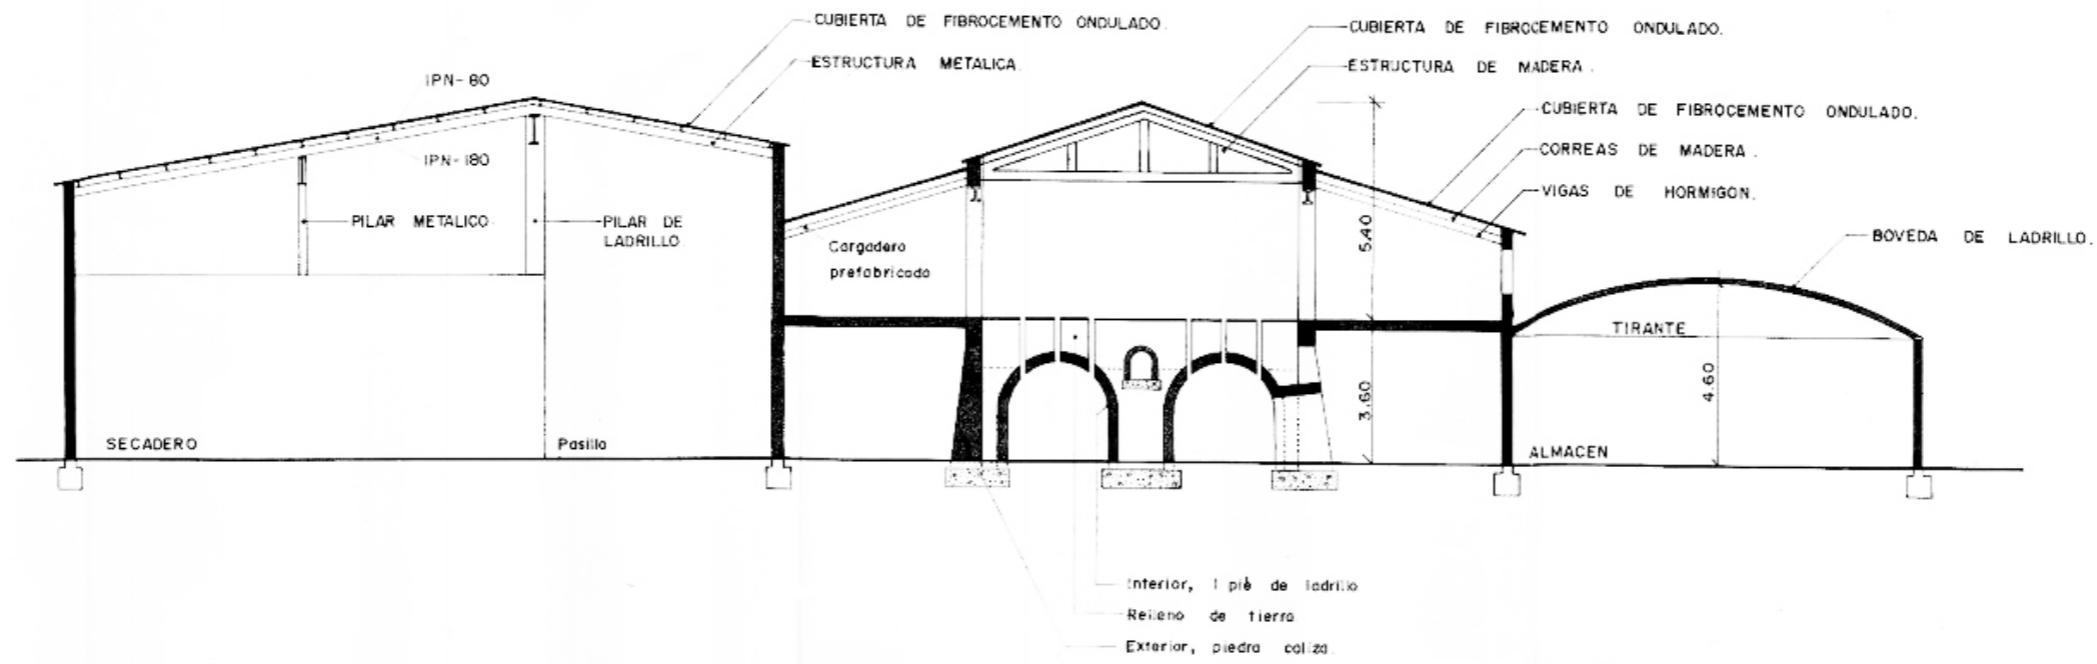 CUBIERTA DE FIBROCEMENTO ONDULADO.
ESTRUCTURA METALICA.
IPN-80
IPN-180
PILAR METALICO
PILAR DE
LADRILLO
SECADERO
Pasillo
CUBIERTA DE FIBROCEMENTO ONDULADO.
ESTRUCTURA DE MADERA.
CUBIERTA DE FIBROCEMENTO ONDULADO.
CORREAS DE MADERA.
VIGAS DE HORMIGON.
BOVEDA DE LADRILLO.
Cargadero
prefabricado
5,40
3,60
TIRANTE
4.60
ALMACEN
Interior, 1 piè de ladrillo
Relleno de tierra
Exterior, piedra caliza.